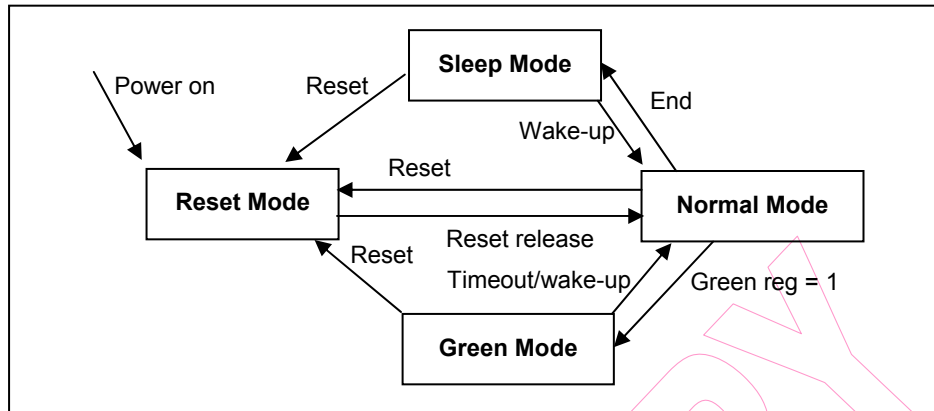 Sleep Mode
Power on
Reset
End
Wake-up
Reset
Reset Mode
Normal Mode
Reset release
Reset
Timeout/wake-up
Green reg = 1
Green Mode